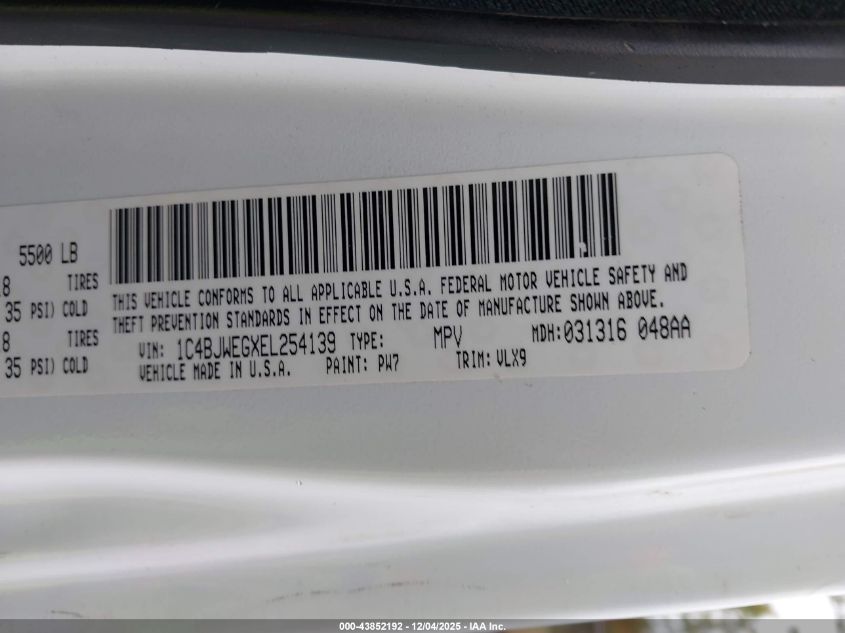 5500 LB
8 TIRES
35 PSI) COLD
8 TIRES
35 PSI) COLD
THIS VEHICLE CONFORMS TO ALL APPLICABLE U.S.A. FEDERAL MOTOR VEHICLE SAFETY AND
THEFT PREVENTION STANDARDS IN EFFECT ON THE DATE OF MANUFACTURE SHOWN ABOVE.
VIN: 1C4BJWEGXEL254139 TYPE: MPV MDH:031316 048AA
VEHICLE MADE IN U.S.A. PAINT: PW7 TRIM: VLX9
000-43852192 - 12/04/2025 - IAA Inc.